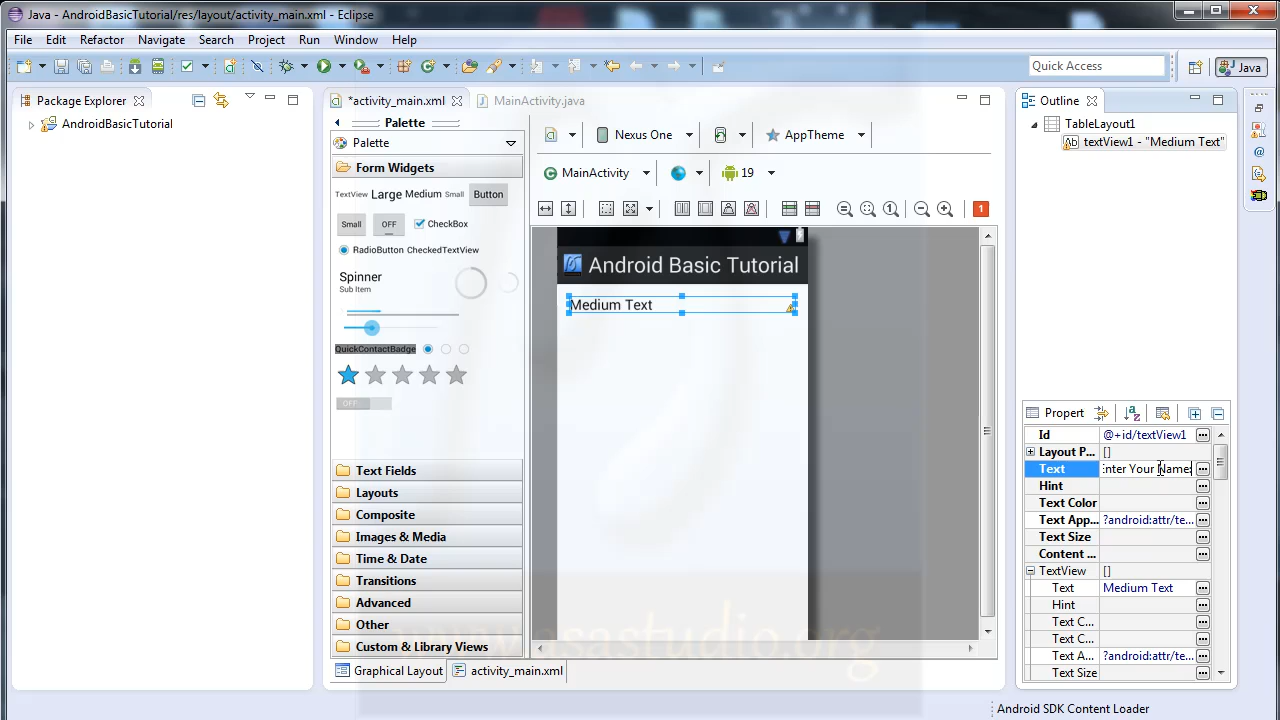 Java - AndroidBasicTutorial/res/layout/activity_main.xml - Eclipse
File Edit Refactor Navigate Search Project Run Window Help
Quick Access
Java
Package Explorer
AndroidBasicTutorial
*activity_main.xml
MainActivity.java
Palette
Palette
Form Widgets
TextView Large Medium Small Button
Small OFF CheckBox
RadioButton CheckedTextView
Spinner
Sub Item
QuickContactBadge
OFF
Text Fields
Layouts
Composite
Images & Media
Time & Date
Transitions
Advanced
Other
Custom & Library Views
Graphical Layout
activity_main.xml
Nexus One
AppTheme
MainActivity
19
1
Android Basic Tutorial
Medium Text
www.asastudio.org
Outline
TableLayout1
Ab textView1 - "Medium Text"
Propert
Id @+id/textView1
Layout P... []
Text :nter Your Name:
Hint
Text Color
Text App... ?android:attr/te...
Text Size
Content ...
TextView []
Text Medium Text
Hint
Text C...
Text C...
Text A... ?android:attr/te...
Text Size
Android SDK Content Loader